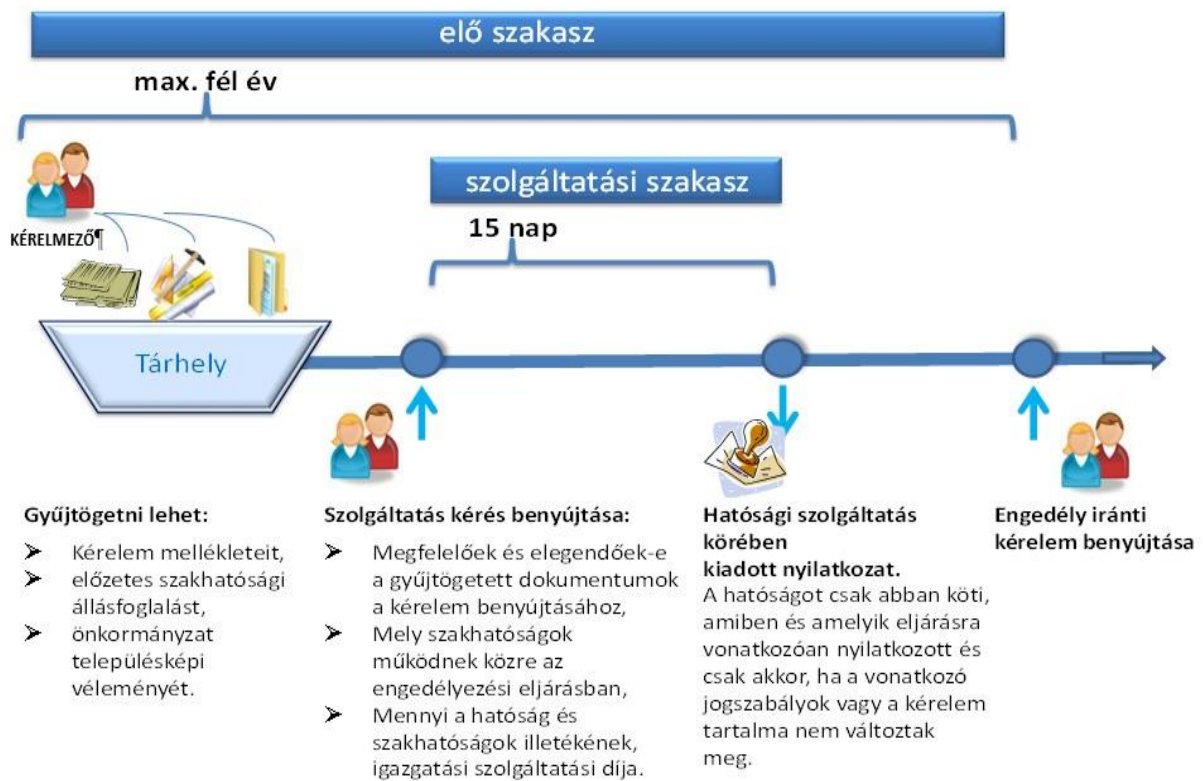 elő szakasz
max. fél év
szolgáltatási szakasz
15 nap
KÉRELMEZŐ¶
Tárhely
Gyűjtögetni lehet:
➢ Kérelem mellékleteit,
➢ előzetes szakhatósági
állásfoglalást,
➢ önkormányzat
településképi
véleményét.
Szolgáltatás kérés benyújtása:
➢ Megfelelőek és elegendőek-e
a gyűjtögetett dokumentumok
a kérelem benyújtásához,
➢ Mely szakhatóságok
működnek közre az
engedélyezési eljárásban,
➢ Mennyi a hatóság és
szakhatóságok illetékének,
igazgatási szolgáltatási díja.
Hatósági szolgáltatás
körében
kiadott nyilatkozat.
A hatóságot csak abban köti,
amiben és amelyik eljárásra
vonatkozóan nyilatkozott és
csak akkor, ha a vonatkozó
jogszabályok vagy a kérelem
tartalma nem változtak
meg.
Engedély iránti
kérelem benyújtása